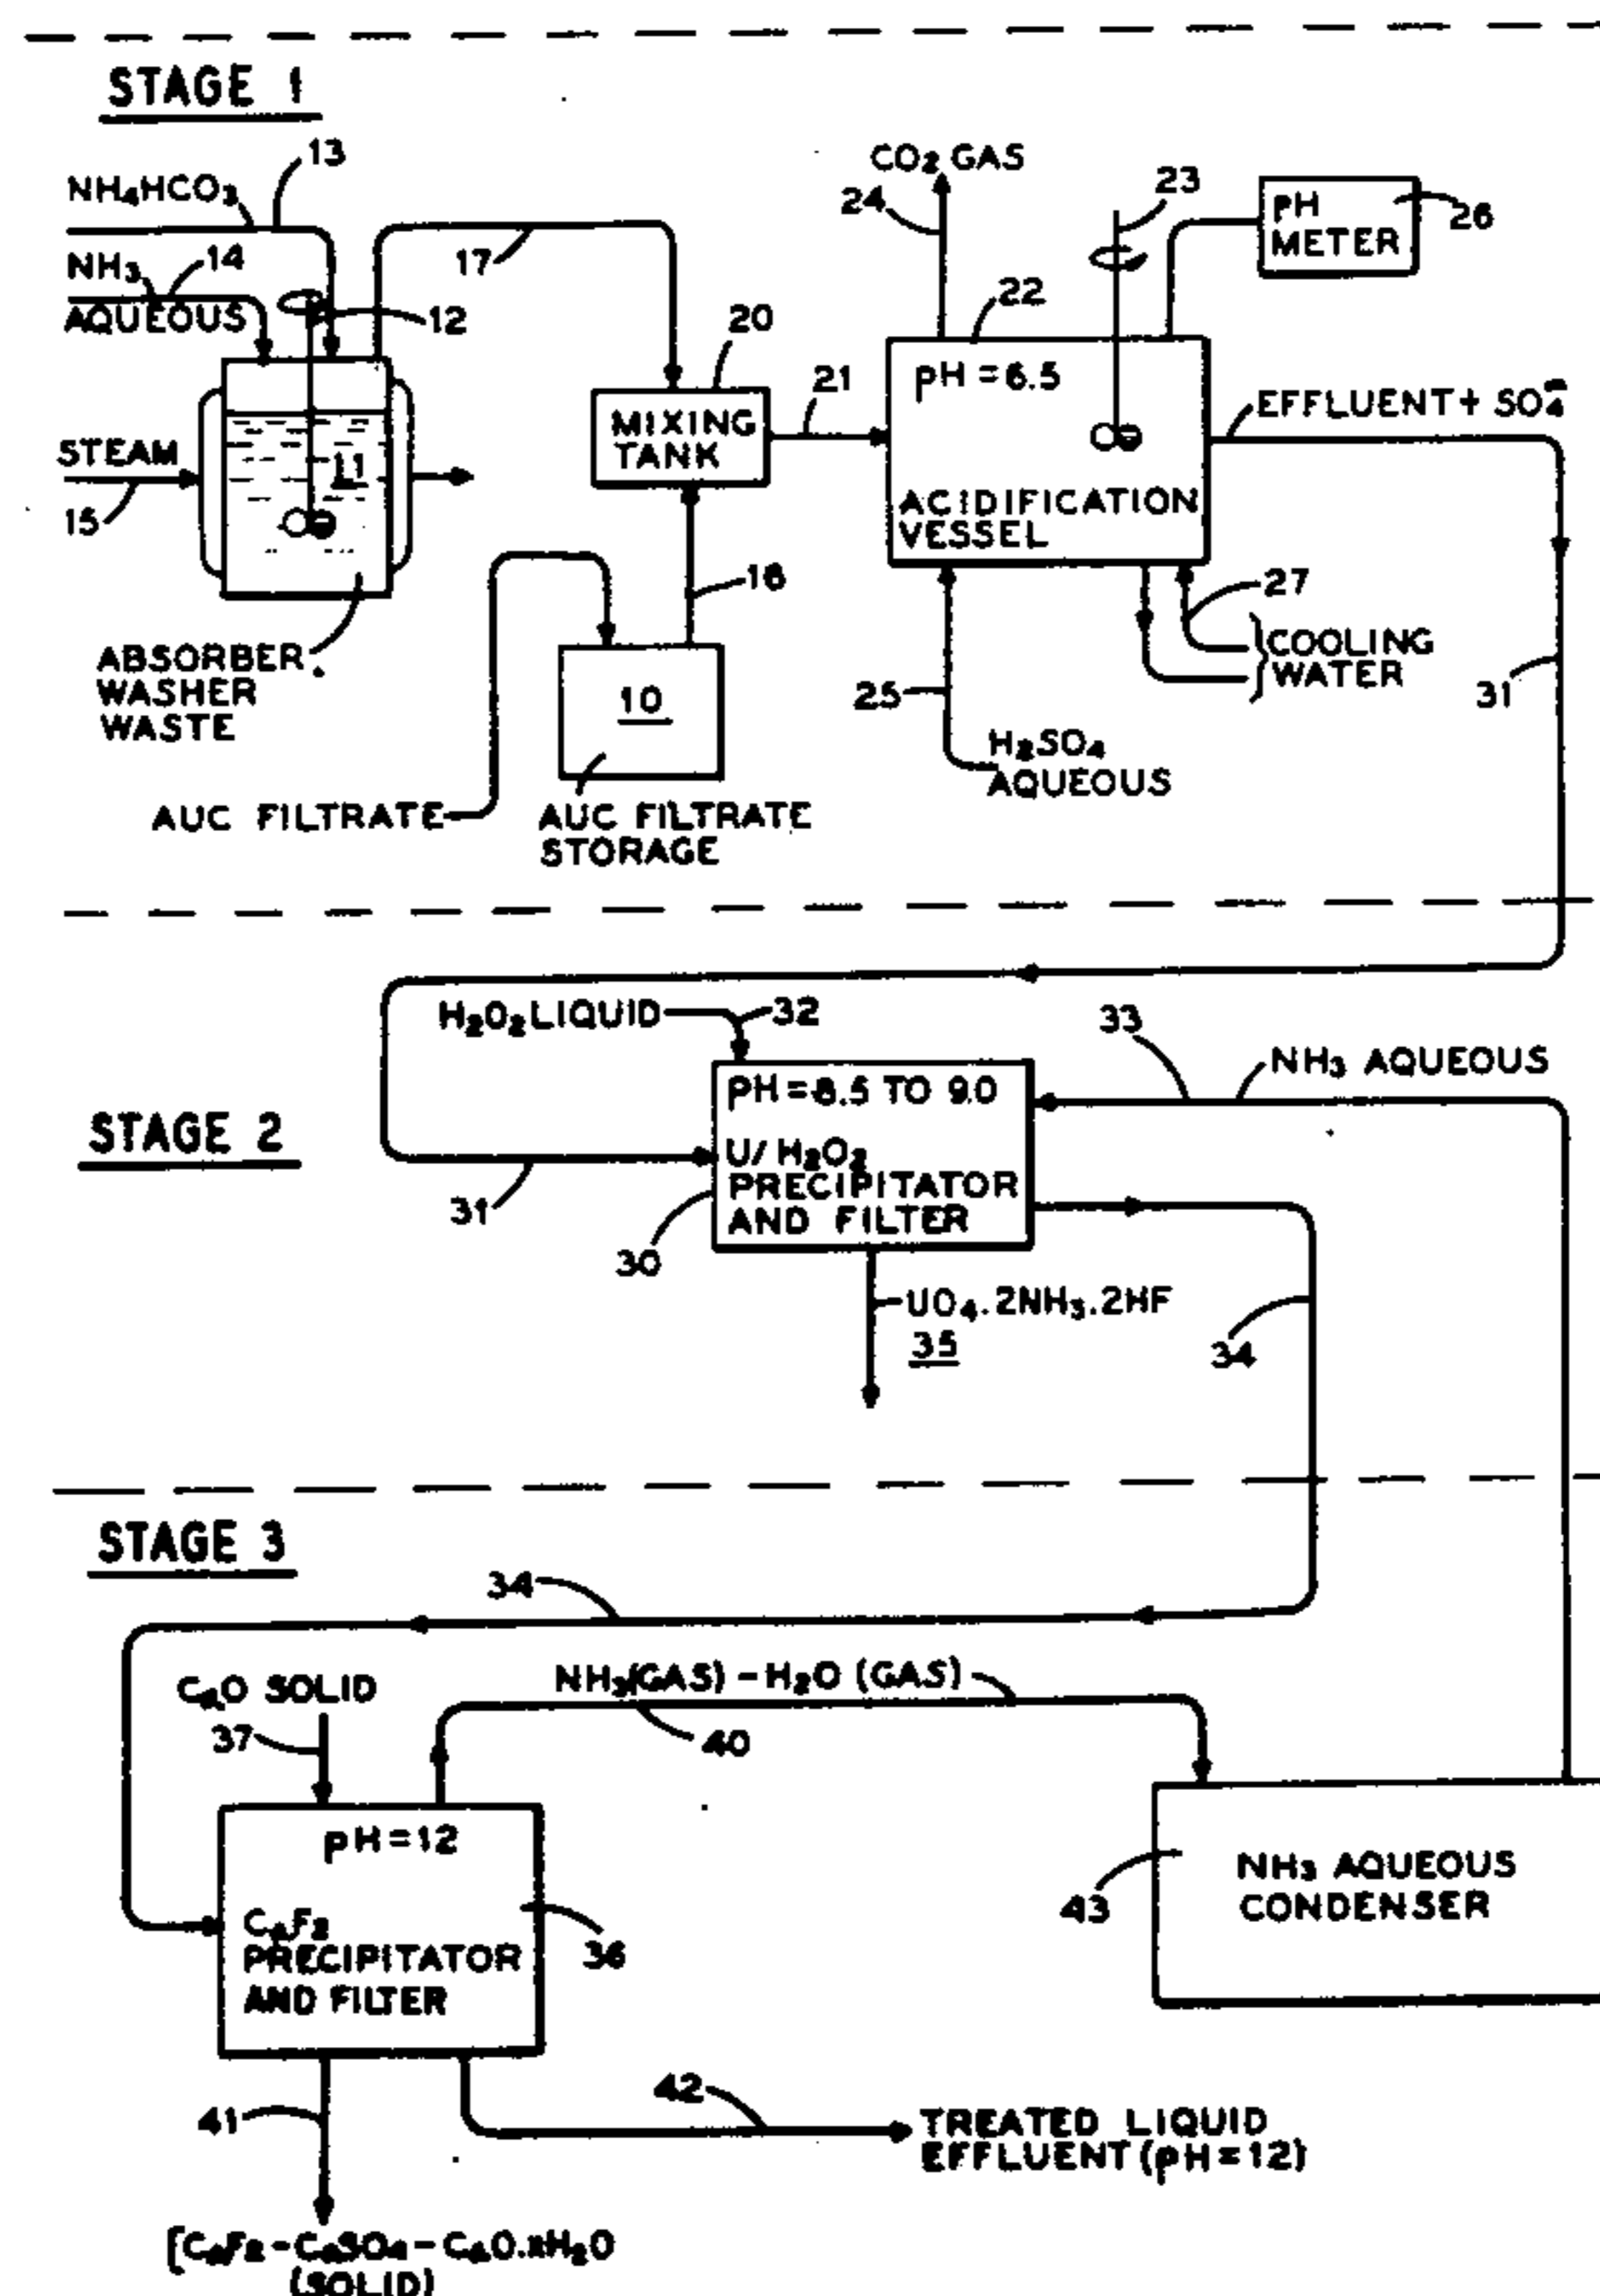 STAGE 1
13
NH4HCO3
14
NH3
AQUEOUS
12
17
CO2 GAS
24
23
PH
METER
26
22
20
21
pH = 6.5
EFFLUENT + SO4=
MIXING
TANK
STEAM
11
15
ACIDIFICATION
VESSEL
16
27
COOLING
WATER
ABSORBER
WASHER
WASTE
10
25
31
H2SO4
AQUEOUS
AUC FILTRATE
AUC FILTRATE
STORAGE
H2O2 LIQUID
32
33
NH3 AQUEOUS
STAGE 2
PH = 8.5 TO 9.0
U/H2O2
PRECIPITATOR
AND FILTER
31
30
UO4.2NH3.2HF
35
34
STAGE 3
34
CaO SOLID
NH3(GAS) - H2O (GAS)
37
40
pH = 12
NH3 AQUEOUS
CONDENSER
43
CaF2
PRECIPITATOR
AND FILTER
36
42
41
TREATED LIQUID
EFFLUENT (pH = 12)
[CaF2 - CaSO4 - CaO.xH2O
(SOLID)